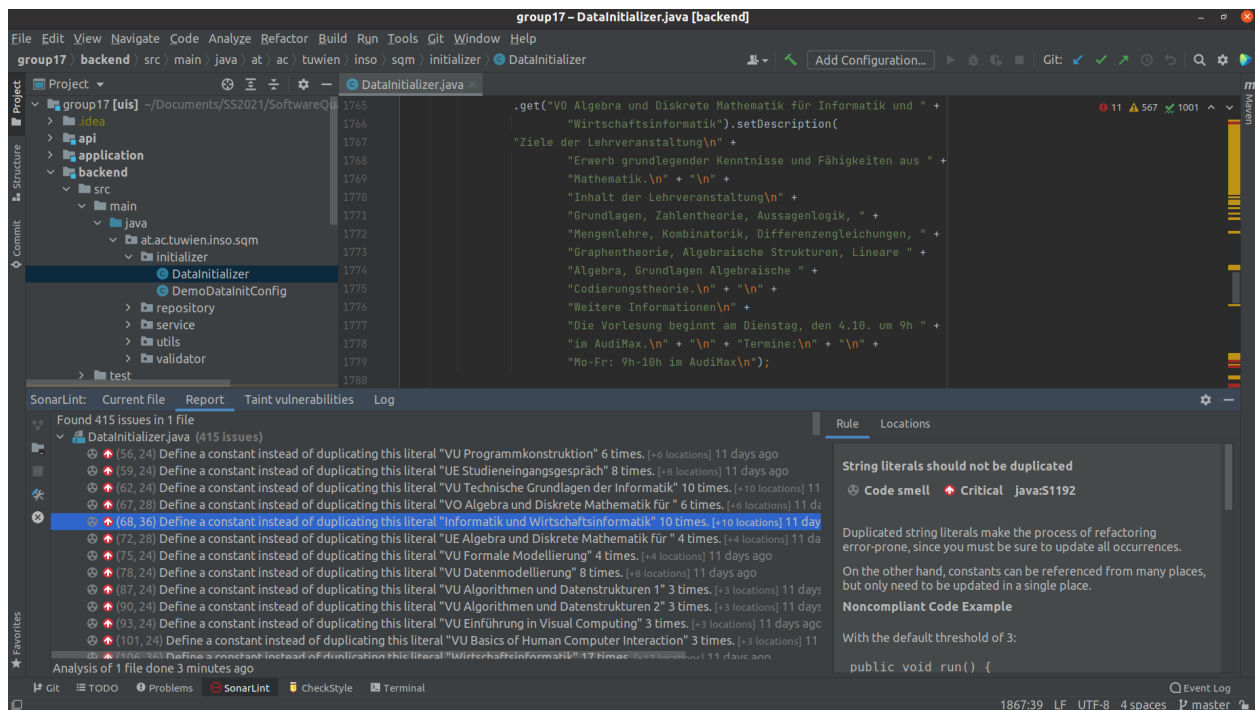 group17 – DataInitializer.java [backend]
File Edit View Navigate Code Analyze Refactor Build Run Tools Git Window Help
group17 backend src main java at ac tuwien inso sqm initializer DataInitializer
Add Configuration... Git:
Project
DataInitializer.java
Project
Structure
Commit
Favorites
Maven
group17 [uis] ~/Documents/SS2021/SoftwareQu
.idea
api
application
backend
src
main
java
at.ac.tuwien.inso.sqm
initializer
DataInitializer
DemoDataInitConfig
repository
service
utils
validator
test
11 567 1001
1765 .get("VO Algebra und Diskrete Mathematik für Informatik und " +
1766 "Wirtschaftsinformatik").setDescription(
1767 "Ziele der Lehrveranstaltung\n" +
1768 "Erwerb grundlegender Kenntnisse und Fähigkeiten aus " +
1769 "Mathematik.\n" + "\n" +
1770 "Inhalt der Lehrveranstaltung\n" +
1771 "Grundlagen, Zahlentheorie, Aussagenlogik, " +
1772 "Mengenlehre, Kombinatorik, Differenzengleichungen, " +
1773 "Graphentheorie, Algebraische Strukturen, Lineare " +
1774 "Algebra, Grundlagen Algebraische " +
1775 "Codierungstheorie.\n" + "\n" +
1776 "Weitere Informationen\n" +
1777 "Die Vorlesung beginnt am Dienstag, den 4.10. um 9h " +
1778 "im AudiMax.\n" + "\n" + "Termine:\n" + "\n" +
1779 "Mo-Fr: 9h-10h im AudiMax\n");
1780
SonarLint: Current file Report Taint vulnerabilities Log
Found 415 issues in 1 file
DataInitializer.java (415 issues)
(56, 24) Define a constant instead of duplicating this literal "VU Programmkonstruktion" 6 times. [+6 locations] 11 days ago
(59, 24) Define a constant instead of duplicating this literal "UE Studieneingangsgespräch" 8 times. [+8 locations] 11 days ago
(62, 24) Define a constant instead of duplicating this literal "VU Technische Grundlagen der Informatik" 10 times. [+10 locations] 11
(67, 28) Define a constant instead of duplicating this literal "VO Algebra und Diskrete Mathematik für " 6 times. [+6 locations] 11 da
(68, 36) Define a constant instead of duplicating this literal "Informatik und Wirtschaftsinformatik" 10 times. [+10 locations] 11 day
(72, 28) Define a constant instead of duplicating this literal "UE Algebra und Diskrete Mathematik für " 4 times. [+4 locations] 11 da
(75, 24) Define a constant instead of duplicating this literal "VU Formale Modellierung" 4 times. [+4 locations] 11 days ago
(78, 24) Define a constant instead of duplicating this literal "VU Datenmodellierung" 8 times. [+8 locations] 11 days ago
(87, 24) Define a constant instead of duplicating this literal "VU Algorithmen und Datenstrukturen 1" 3 times. [+3 locations] 11 days
(90, 24) Define a constant instead of duplicating this literal "VU Algorithmen und Datenstrukturen 2" 3 times. [+3 locations] 11 days
(93, 24) Define a constant instead of duplicating this literal "VU Einführung in Visual Computing" 3 times. [+3 locations] 11 days ago
(101, 24) Define a constant instead of duplicating this literal "VU Basics of Human Computer Interaction" 3 times. [+3 locations] 11
(106, 36) Define a constant instead of duplicating this literal "Wirtschaftsinformatik" 17 times. [+17 locations] 11 days ago
Analysis of 1 file done 3 minutes ago
Rule Locations
String literals should not be duplicated
Code smell Critical java:S1192
Duplicated string literals make the process of refactoring
error-prone, since you must be sure to update all occurrences.
On the other hand, constants can be referenced from many places,
but only need to be updated in a single place.
Noncompliant Code Example
With the default threshold of 3:
public void run() {
Git TODO Problems SonarLint CheckStyle Terminal Event Log
1867:39 LF UTF-8 4 spaces master